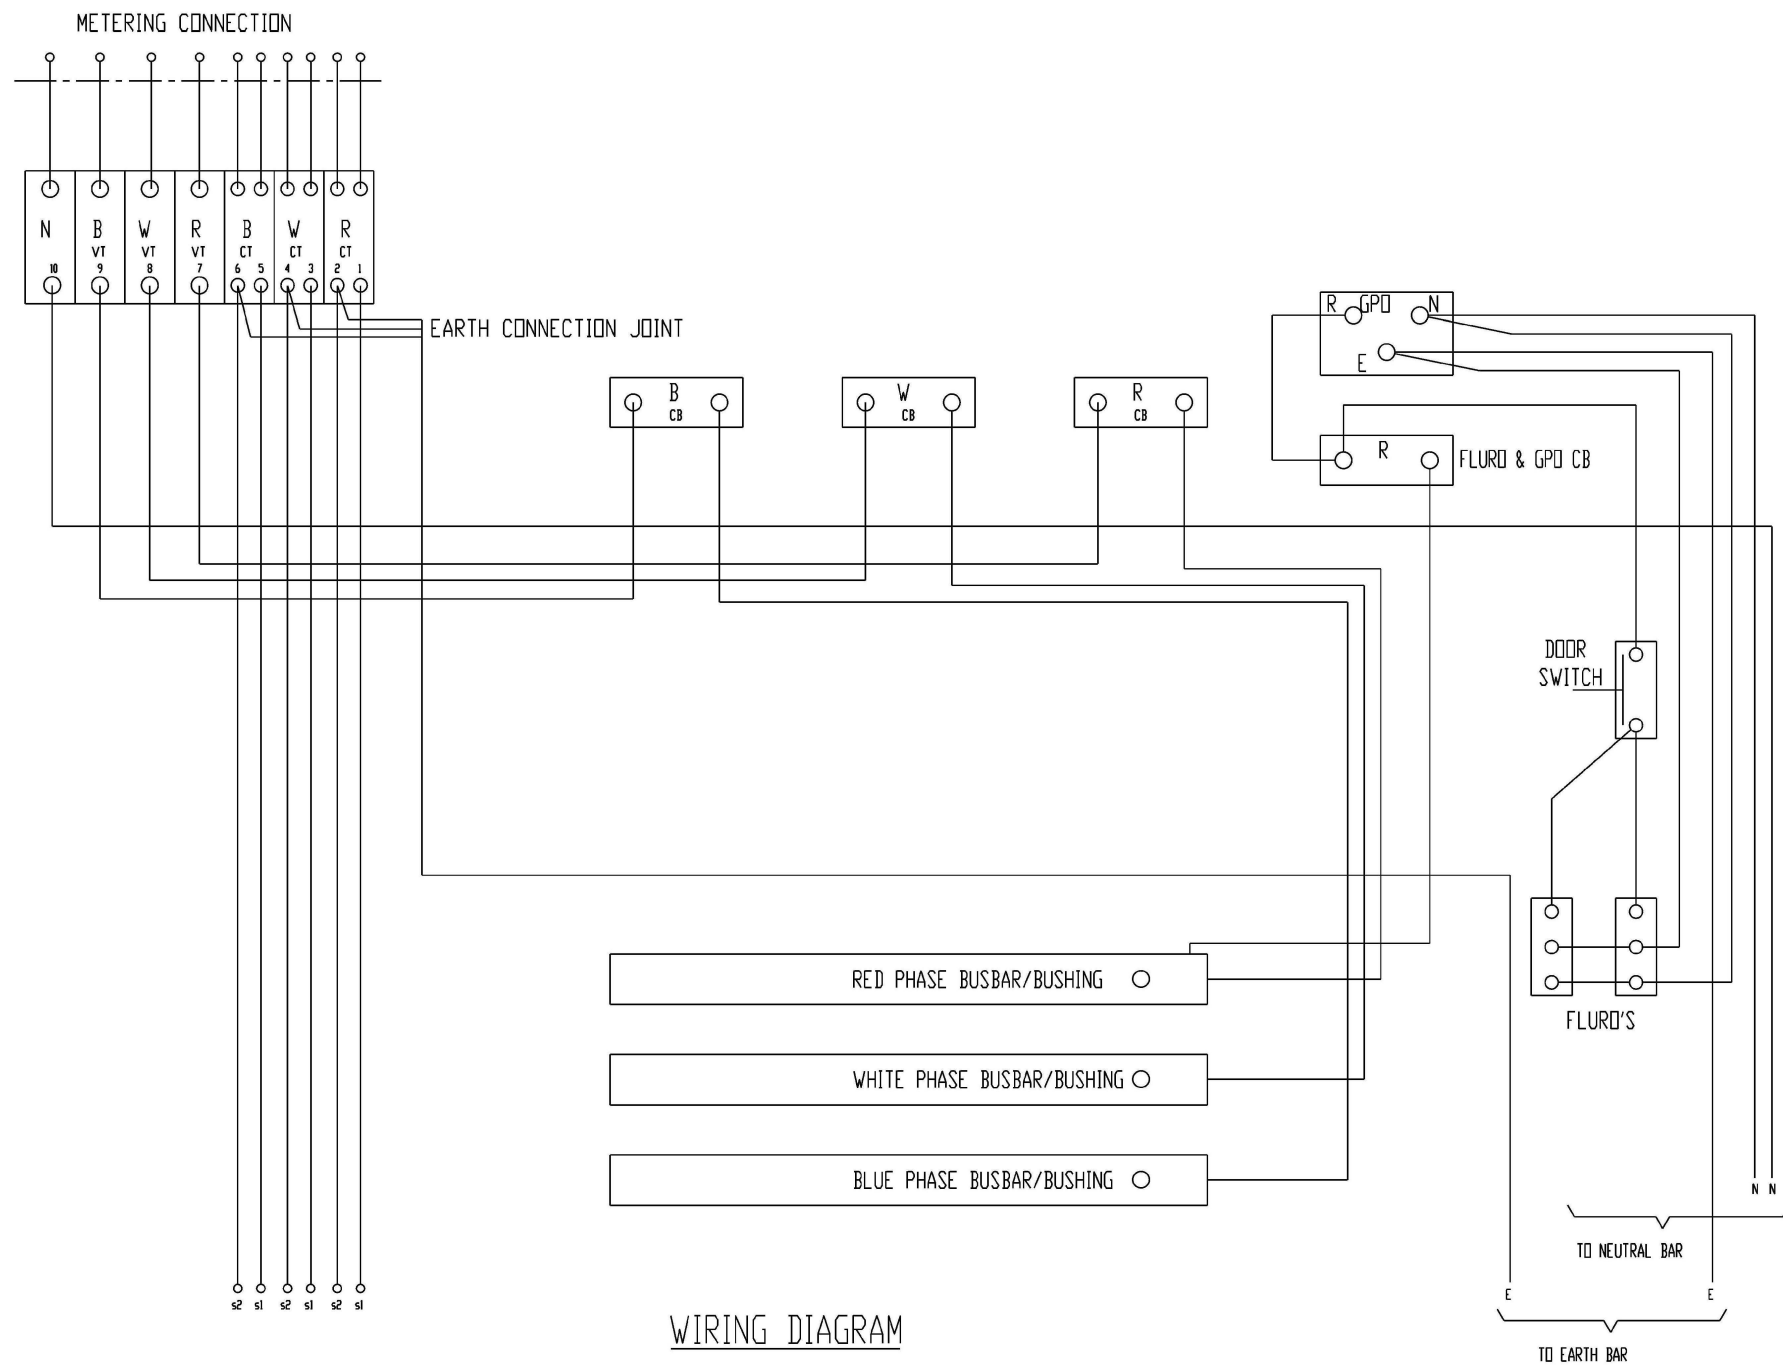 METERING CONNECTION
N B W R B W R
VT VT VT CT CT CT
10 9 8 7 6 5 4 3 2 1
EARTH CONNECTION JOINT
R GPO N
E
B
CB
W
CB
R
CB
R
FLURO & GPO CB
DOOR
SWITCH
RED PHASE BUSBAR/BUSHING
FLURO'S
WHITE PHASE BUSBAR/BUSHING
BLUE PHASE BUSBAR/BUSHING
N N
TO NEUTRAL BAR
s2 s1 s2 s1 s2 s1
E E
WIRING DIAGRAM
TO EARTH BAR